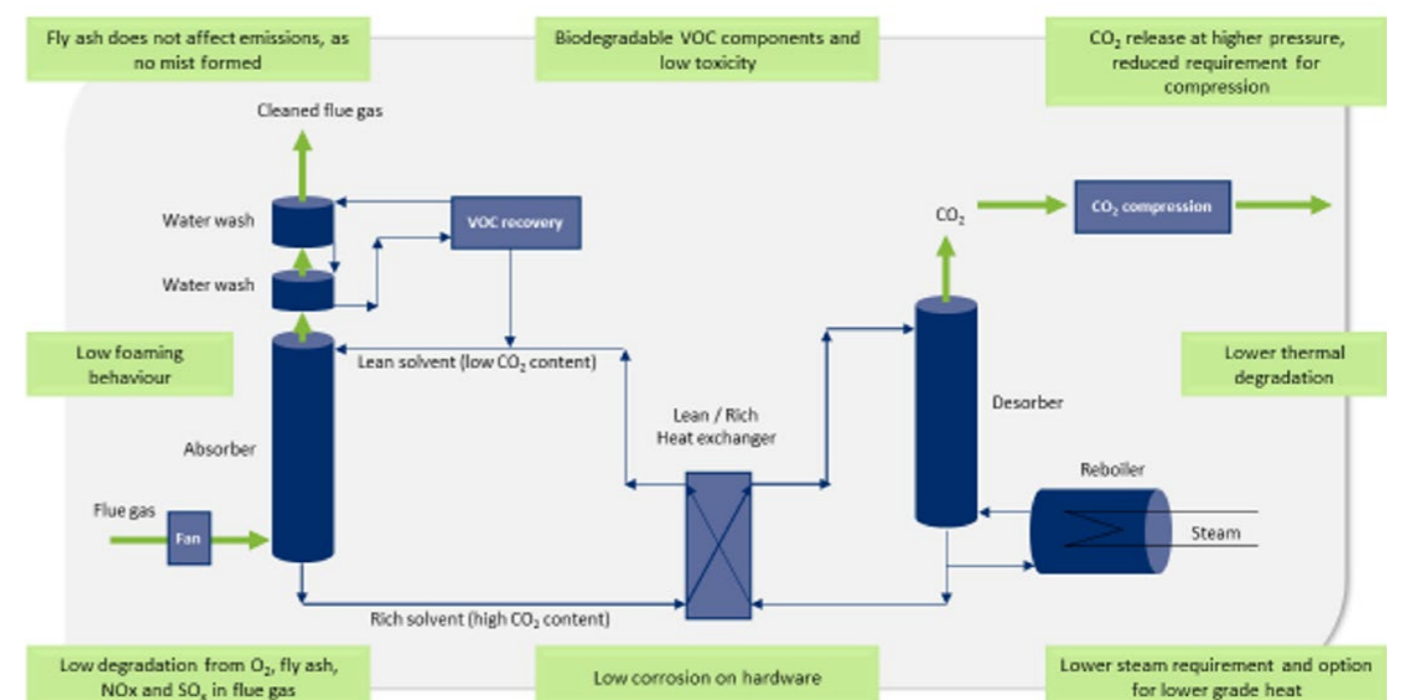 Fly ash does not affect emissions, as
no mist formed
Biodegradable VOC components and
low toxicity
CO₂ release at higher pressure,
reduced requirement for
compression
Cleaned flue gas
Water wash
VOC recovery
CO₂
CO₂ compression
Water wash
Low foaming
behaviour
Lean solvent (low CO₂ content)
Lower thermal
degradation
Lean / Rich
Heat exchanger
Desorber
Absorber
Reboiler
Flue gas
Fan
Steam
Rich solvent (high CO₂ content)
Low degradation from O₂, fly ash,
NOx and SOₓ in flue gas
Low corrosion on hardware
Lower steam requirement and option
for lower grade heat